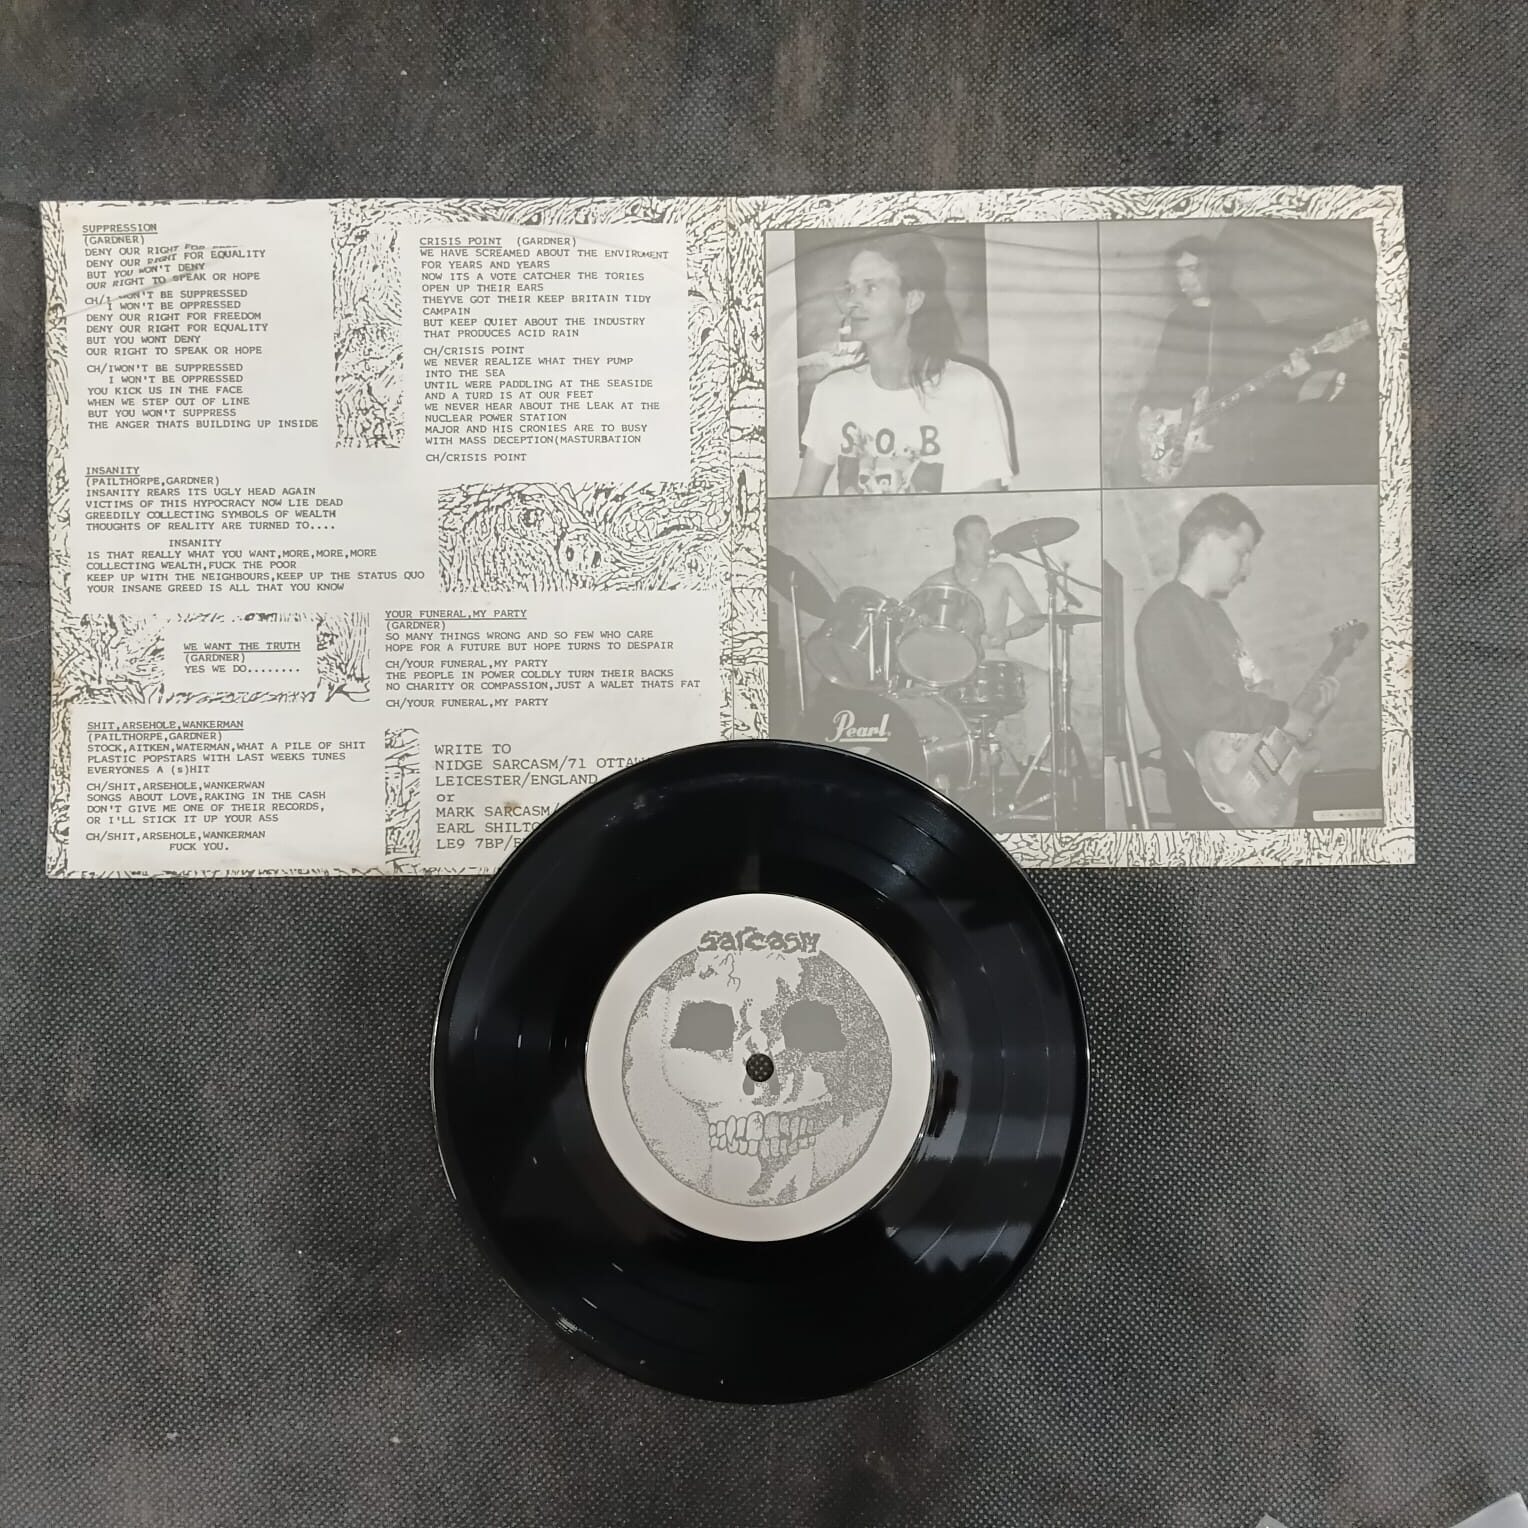 SUPPRESSION
(GARDNER)
DENY OUR RIGHT FOR
DENY OUR RIGHT FOR EQUALITY
BUT YOU WON'T DENY
OUR RIGHT TO SPEAK OR HOPE
CH/I WON'T BE SUPPRESSED
I WON'T BE OPPRESSED
DENY OUR RIGHT FOR FREEDOM
DENY OUR RIGHT FOR EQUALITY
BUT YOU WONT DENY
OUR RIGHT TO SPEAK OR HOPE
CH/IWON'T BE SUPPRESSED
I WON'T BE OPPRESSED
YOU KICK US IN THE FACE
WHEN WE STEP OUT OF LINE
BUT YOU WON'T SUPPRESS
THE ANGER THATS BUILDING UP INSIDE
INSANITY
(PAILTHORPE,GARDNER)
INSANITY REARS ITS UGLY HEAD AGAIN
VICTIMS OF THIS HYPOCRACY NOW LIE DEAD
GREEDILY COLLECTING SYMBOLS OF WEALTH
THOUGHTS OF REALITY ARE TURNED TO....
INSANITY
IS THAT REALLY WHAT YOU WANT,MORE,MORE,MORE
COLLECTING WEALTH,FUCK THE POOR
KEEP UP WITH THE NEIGHBOURS,KEEP UP THE STATUS QUO
YOUR INSANE GREED IS ALL THAT YOU KNOW
WE WANT THE TRUTH
(GARDNER)
YES WE DO........
SHIT,ARSEHOLE,WANKERMAN
(PAILTHORPE,GARDNER)
STOCK,AITKEN,WATERMAN,WHAT A PILE OF SHIT
PLASTIC POPSTARS WITH LAST WEEKS TUNES
EVERYONES A (s)HIT
CH/SHIT,ARSEHOLE,WANKERWAN
SONGS ABOUT LOVE,RAKING IN THE CASH
DON'T GIVE ME ONE OF THEIR RECORDS,
OR I'LL STICK IT UP YOUR ASS
CH/SHIT,ARSEHOLE,WANKERMAN
FUCK YOU.
CRISIS POINT (GARDNER)
WE HAVE SCREAMED ABOUT THE ENVIROMENT
FOR YEARS AND YEARS
NOW ITS A VOTE CATCHER THE TORIES
OPEN UP THEIR EARS
THEYVE GOT THEIR KEEP BRITAIN TIDY
CAMPAIN
BUT KEEP QUIET ABOUT THE INDUSTRY
THAT PRODUCES ACID RAIN
CH/CRISIS POINT
WE NEVER REALIZE WHAT THEY PUMP
INTO THE SEA
UNTIL WERE PADDLING AT THE SEASIDE
AND A TURD IS AT OUR FEET
WE NEVER HEAR ABOUT THE LEAK AT THE
NUCLEAR POWER STATION
MAJOR AND HIS CRONIES ARE TO BUSY
WITH MASS DECEPTION(MASTURBATION
CH/CRISIS POINT
YOUR FUNERAL,MY PARTY
(GARDNER)
SO MANY THINGS WRONG AND SO FEW WHO CARE
HOPE FOR A FUTURE BUT HOPE TURNS TO DESPAIR
CH/YOUR FUNERAL,MY PARTY
THE PEOPLE IN POWER COLDLY TURN THEIR BACKS
NO CHARITY OR COMPASSION,JUST A WALET THATS FAT
CH/YOUR FUNERAL,MY PARTY
WRITE TO
NIDGE SARCASM/71
LEICESTER/ENGLAND
or
MARK SARCASM/
EARL
LE9 7BP/
S.O.B
Pearl
sarcasm